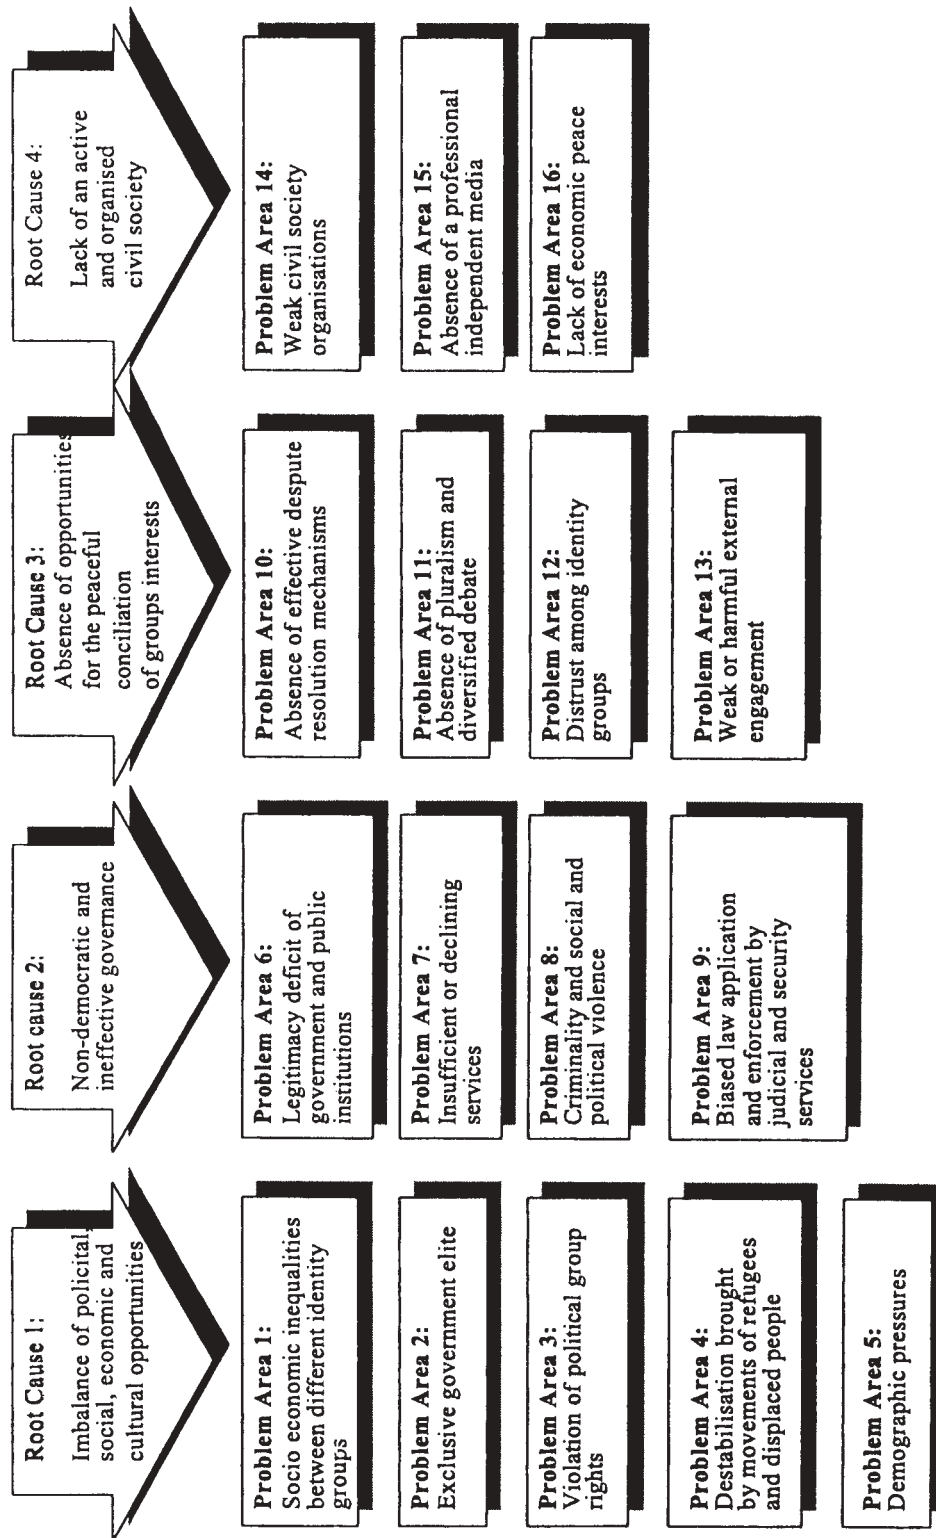 Root Cause 1:
Imbalance of policital,
social, economic and
cultural opportunities
Problem Area 1:
Socio economic inequalities
between different identity
groups
Problem Area 2:
Exclusive government elite
Problem Area 3:
Violation of political group
rights
Problem Area 4:
Destabilisation brought
by movements of refugees
and displaced people
Problem Area 5:
Demographic pressures
Root cause 2:
Non-democratic and
ineffective governance
Problem Area 6:
Legitimacy deficit of
government and public
institutions
Problem Area 7:
Insufficient or declining
services
Problem Area 8:
Criminality and social and
political violence
Problem Area 9:
Biased law application
and enforcement by
judicial and security
services
Root Cause 3:
Absence of opportunities
for the peaceful
conciliation
of groups interests
Problem Area 10:
Absence of effective despute
resolution mechanisms
Problem Area 11:
Absence of pluralism and
diversified debate
Problem Area 12:
Distrust among identity
groups
Problem Area 13:
Weak or harmful external
engagement
Root Cause 4:
Lack of an active
and organised
civil society
Problem Area 14:
Weak civil society
organisations
Problem Area 15:
Absence of a professional
independent media
Problem Area 16:
Lack of economic peace
interests